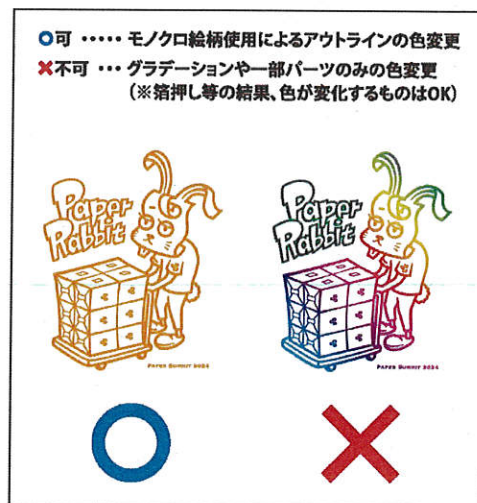 ○可 ····· モノクロ絵柄使用によるアウトラインの色変更
×不可 ··· グラデーションや一部パーツのみの色変更
(※箔押し等の結果、色が変化するものはOK)
Paper
Rabbit
PAPER SUMMIT 2024
Paper
Rabbit
PAPER SUMMIT 2024